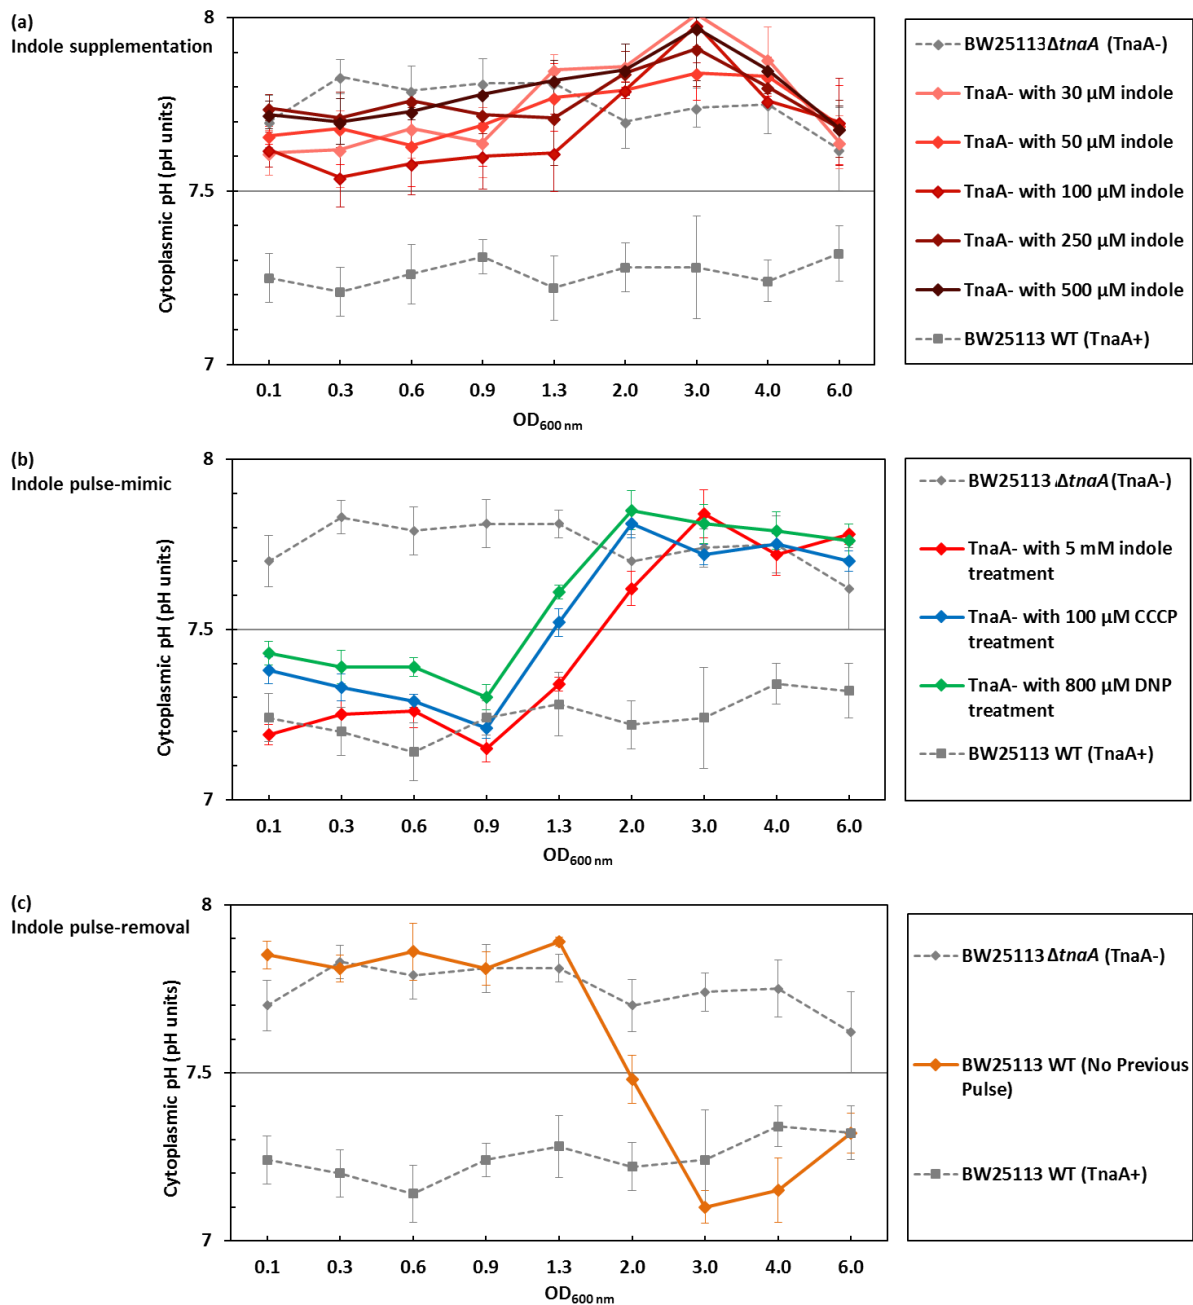 (a)
Indole supplementation
Cytoplasmic pH (pH units)
8
7.5
7
0.1 0.3 0.6 0.9 1.3 2.0 3.0 4.0 6.0
OD600 nm
BW25113ΔtnaA (TnaA-)
TnaA- with 30 µM indole
TnaA- with 50 µM indole
TnaA- with 100 µM indole
TnaA- with 250 µM indole
TnaA- with 500 µM indole
BW25113 WT (TnaA+)
(b)
Indole pulse-mimic
Cytoplasmic pH (pH units)
8
7.5
7
0.1 0.3 0.6 0.9 1.3 2.0 3.0 4.0 6.0
OD600 nm
BW25113 ΔtnaA (TnaA-)
TnaA- with 5 mM indole
treatment
TnaA- with 100 µM CCCP
treatment
TnaA- with 800 µM DNP
treatment
BW25113 WT (TnaA+)
(c)
Indole pulse-removal
Cytoplasmic pH (pH units)
8
7.5
7
0.1 0.3 0.6 0.9 1.3 2.0 3.0 4.0 6.0
OD600 nm
BW25113 ΔtnaA (TnaA-)
BW25113 WT (No Previous
Pulse)
BW25113 WT (TnaA+)